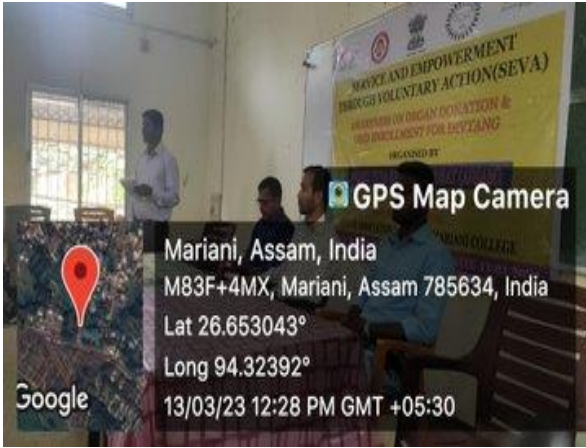 SERVICE AND EMPOWERMENT
THROUGH VOLUNTARY ACTION(SEVA)
AWARENESS ON ORGAN DONATION &
ENROLLMENT FOR DIVYANG
ORGANISED BY
GPS Map Camera
MARIANI COLLEGE
Mariani, Assam, India
M83F+4MX, Mariani, Assam 785634, India
Lat 26.653043°
Long 94.32392°
13/03/23 12:28 PM GMT +05:30
Google